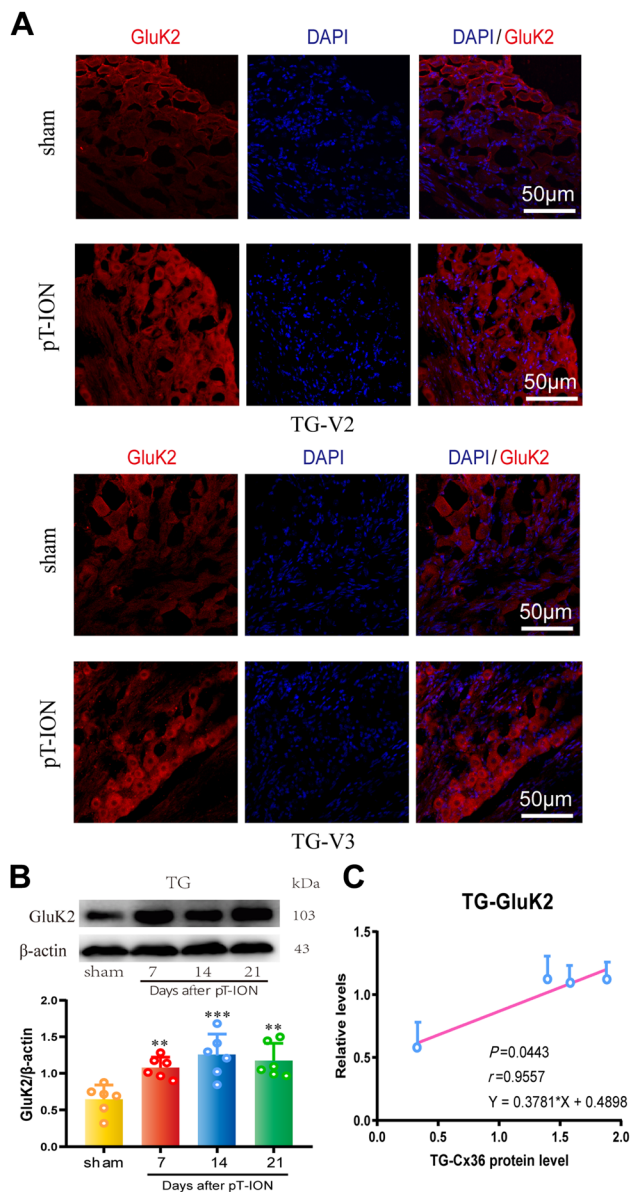 A
GluK2 DAPI DAPI/GluK2
sham
50μm
pT-ION
50μm
TG-V2
GluK2 DAPI DAPI/GluK2
sham
50μm
pT-ION
50μm
TG-V3
B
TG kDa
GluK2 103
β-actin 43
sham 7 14 21
Days after pT-ION
GluK2/β-actin
2.0
1.5
1.0
0.5
0.0
** *** **
sham 7 14 21
Days after pT-ION
C
TG-GluK2
Relative levels
1.5
1.0
0.5
0.0
P=0.0443
r=0.9557
Y = 0.3781*X + 0.4898
0.0 0.5 1.0 1.5 2.0
TG-Cx36 protein level